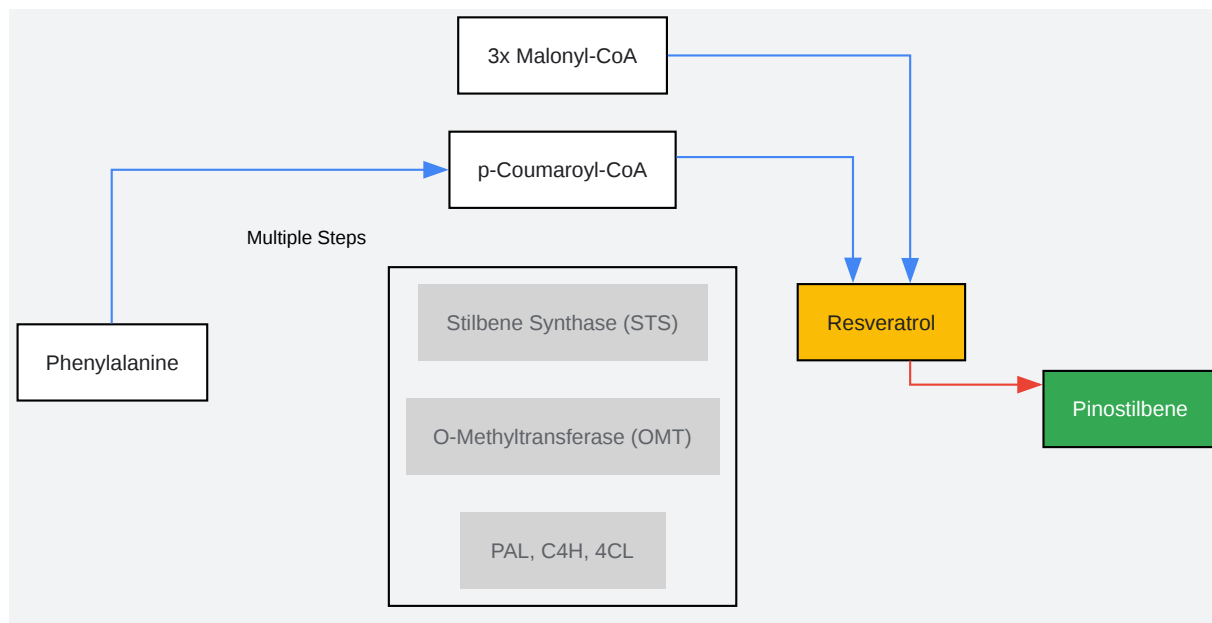 3x Malonyl-CoA
p-Coumaroyl-CoA
Multiple Steps
Stilbene Synthase (STS)
Resveratrol
Phenylalanine
Pinostilbene
O-Methyltransferase (OMT)
PAL, C4H, 4CL